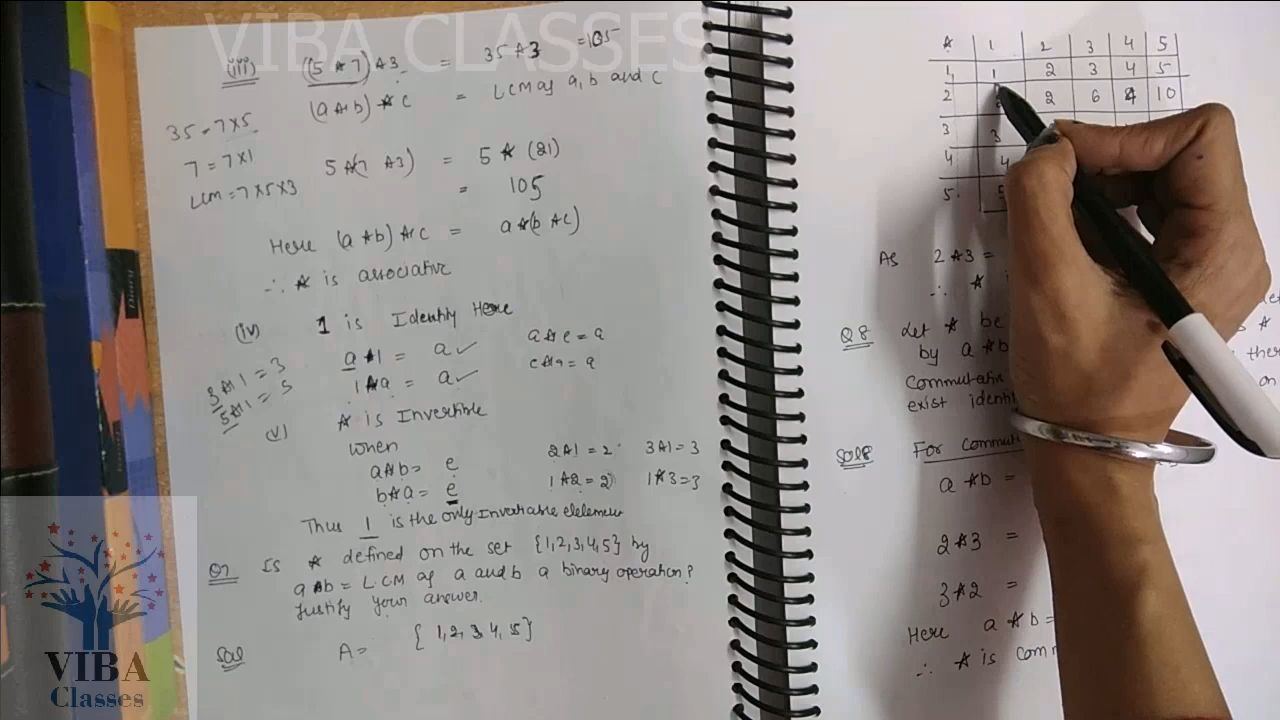 VIBA CLASSES
(iii) (5 * 7) * 3 = 35 * 3 = 105
(a * b) * c = LCM of a, b and c
35 = 7 × 5
7 = 7 × 1
LCM = 7 × 5 × 3
5 * (7 * 3) = 5 * (21)
= 105
Here (a * b) * c = a * (b * c)
∴ * is associative
(iv) 1 is Identity Here
a * 1 = a ✓ a * e = a
1 * a = a ✓ e * a = a
3 * 1 = 3
5 * 1 = 5
(v) * is Invertible
when
a * b = e 2 * 1 = 2 3 * 1 = 3
b * a = e 1 * 2 = 2 1 * 3 = 3
Thus 1 is the only
Q7 Is * defined on the set {1,2,3,4,5} by
a * b = LCM of a and b a binary operation?
Justify your answer.
Sol A = {1,2,3,4,5}
VIBA
Classes
* 1 2 3 4 5
1 1 2 3 4 5
2 2 6 4 10
3 3
4 4
5 5
As 2 * 3 =
∴ *
Q8 Let * be
by a * b
Commutative
exist
on
Sol8 For
a * b =
2 * 3 =
3 * 2 =
Here a * b =
∴ * is